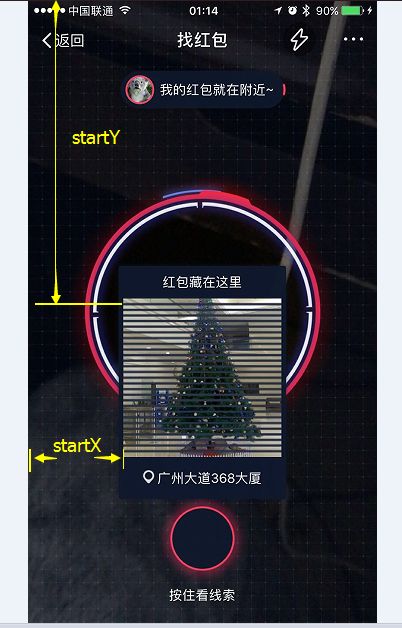 中国联通 01:14 90%
返回 找红包
我的红包就在附近~
startY
红包藏在这里
startX
广州大道368大厦
按住看线索